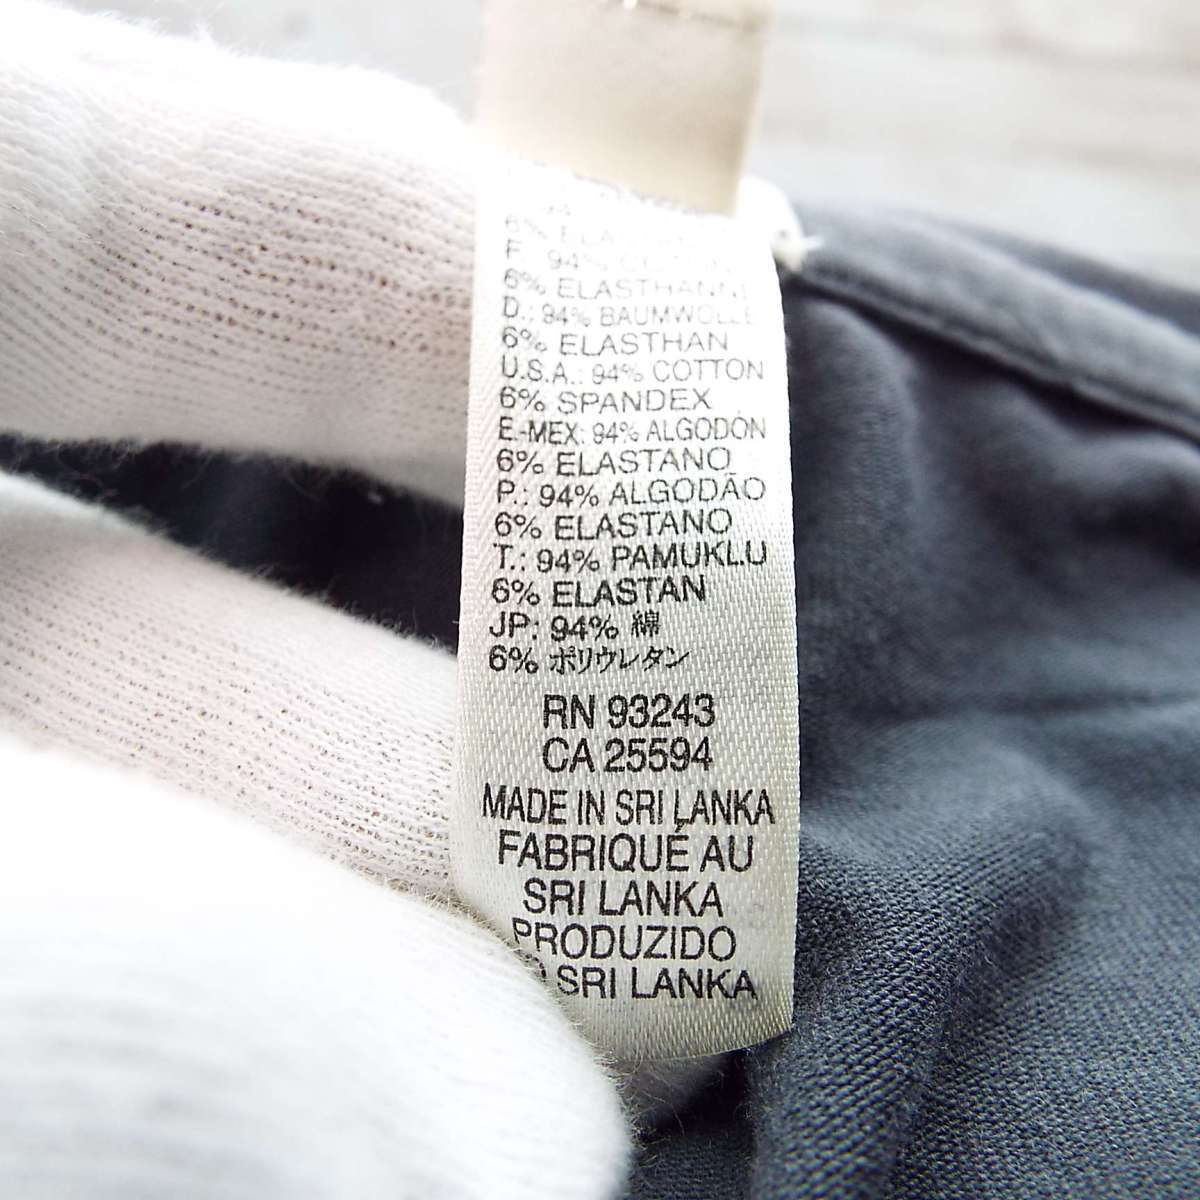 6% ELASTHANNE
D.: 94% BAUMWOLLE
6% ELASTHAN
U.S.A.: 94% COTTON
6% SPANDEX
E.-MEX: 94% ALGODÓN
6% ELASTANO
P.: 94% ALGODÃO
6% ELASTANO
T.: 94% PAMUKLU
6% ELASTAN
JP: 94% 綿
6% ポリウレタン
RN 93243
CA 25594
MADE IN SRI LANKA
FABRIQUÉ AU
SRI LANKA
PRODUZIDO
SRI LANKA